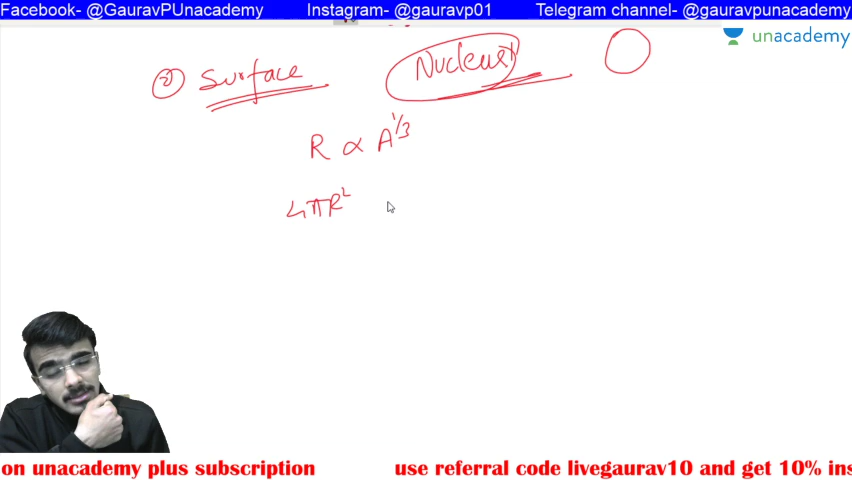 Facebook- @GauravPUnacademy Instagram- @gauravp01 Telegram channel- @gauravpunacademy
unacademy
② Surface Nucleus
R ∝ A^1/3
4πR²
on unacademy plus subscription use referral code livegaurav10 and get 10% ins